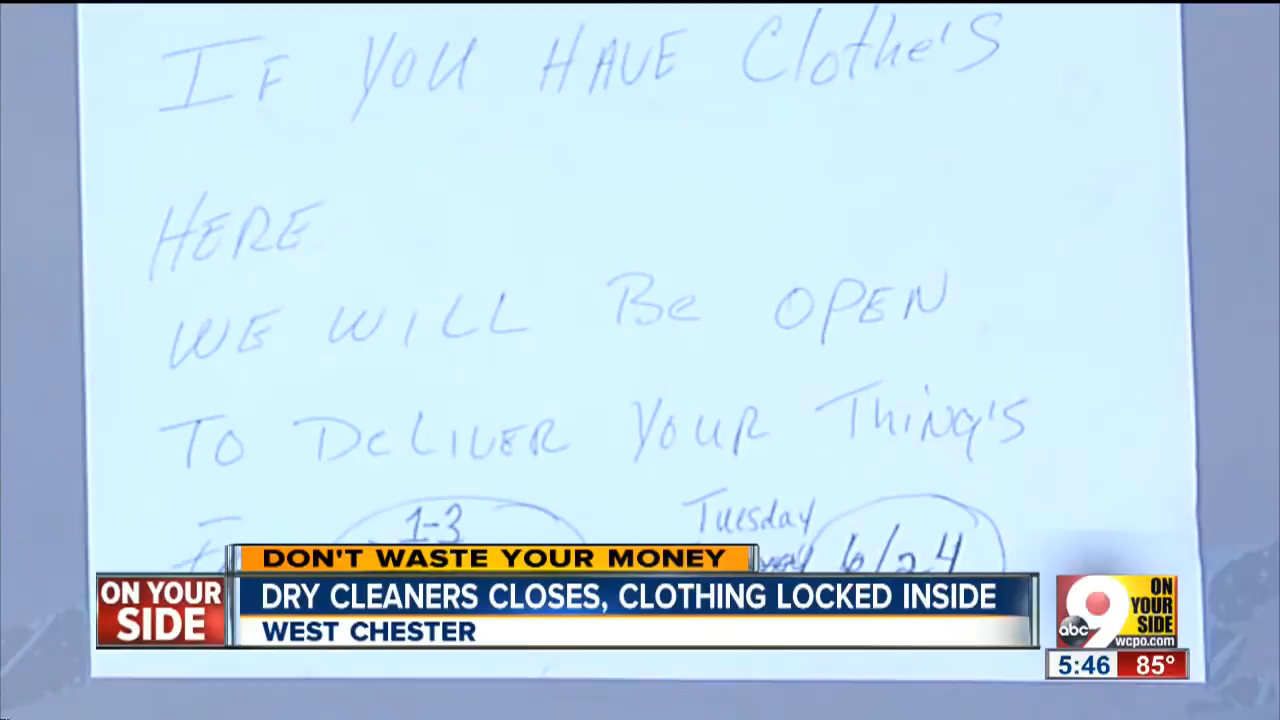 IF YOU HAVE Clothe's
HERE
WE WILL Be OPEN
TO DeLIVER YOUR Thing's
1-3
Tuesday
6/24
DON'T WASTE YOUR MONEY
ON YOUR
SIDE
DRY CLEANERS CLOSES, CLOTHING LOCKED INSIDE
WEST CHESTER
abc 9
ON
YOUR
SIDE
wcpo.com
5:46 85°